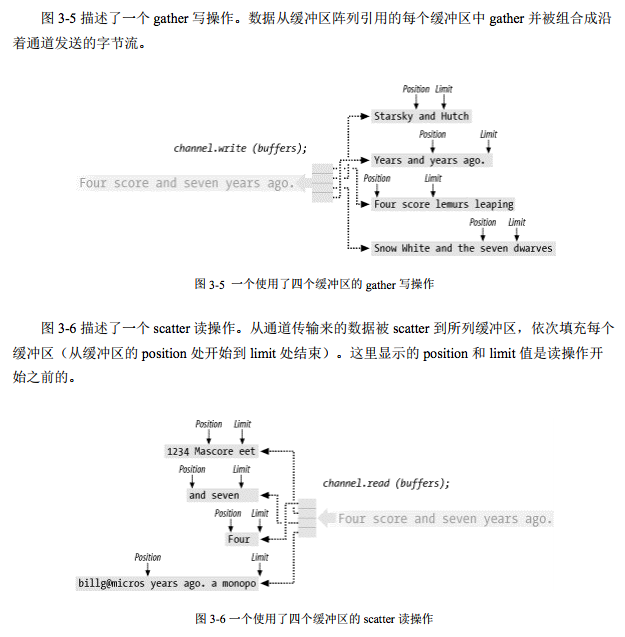 图 3-5 描述了一个 gather 写操作。数据从缓冲区阵列引用的每个缓冲区中 gather 并被组合成沿
着通道发送的字节流。
Position Limit
Starsky and Hutch
Position Limit
channel.write (buffers);
Years and years ago.
Position Limit
Four score and seven years ago.
Four score lemurs leaping
Position Limit
Snow White and the seven dwarves
图 3-5 一个使用了四个缓冲区的 gather 写操作
图 3-6 描述了一个 scatter 读操作。从通道传输来的数据被 scatter 到所列缓冲区，依次填充每个
缓冲区（从缓冲区的 position 处开始到 limit 处结束）。这里显示的 position 和 limit 值是读操作开
始之前的。
Position Limit
1234 Mascore eet
Position Limit
channel.read (buffers);
and seven
Position Limit
Four score and seven years ago.
Four
Position Limit
billg@micros years ago. a monopo
图 3-6 一个使用了四个缓冲区的 scatter 读操作